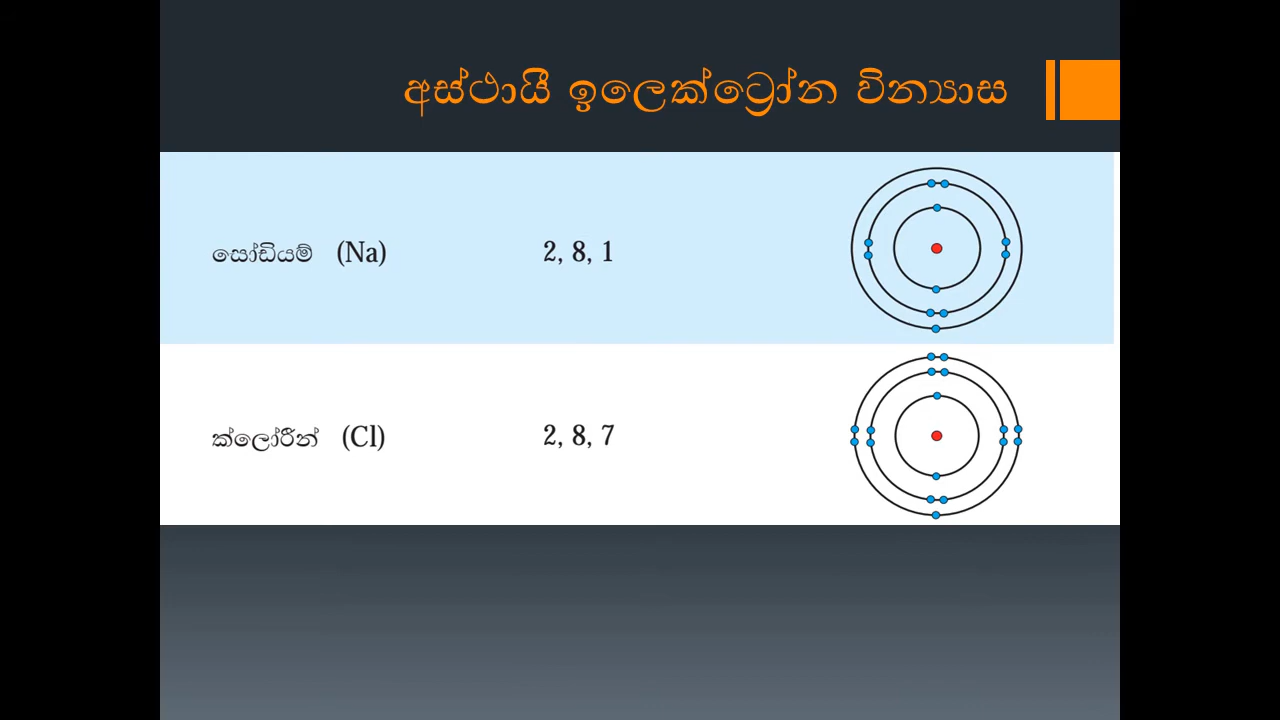 අස්ථායී ඉලෙක්ට්‍රෝන වින්‍යාස
සෝඩියම් (Na) 2, 8, 1
ක්ලෝරීන් (Cl) 2, 8, 7